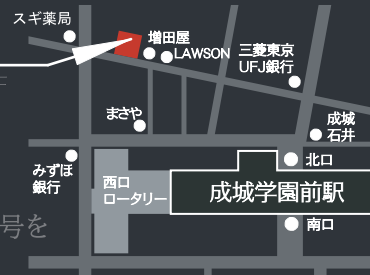 スギ薬局
増田屋
LAWSON
三菱東京
UFJ銀行
まさや
成城
石井
みずほ
銀行
西口
ロータリー
北口
成城学園前駅
号を
南口